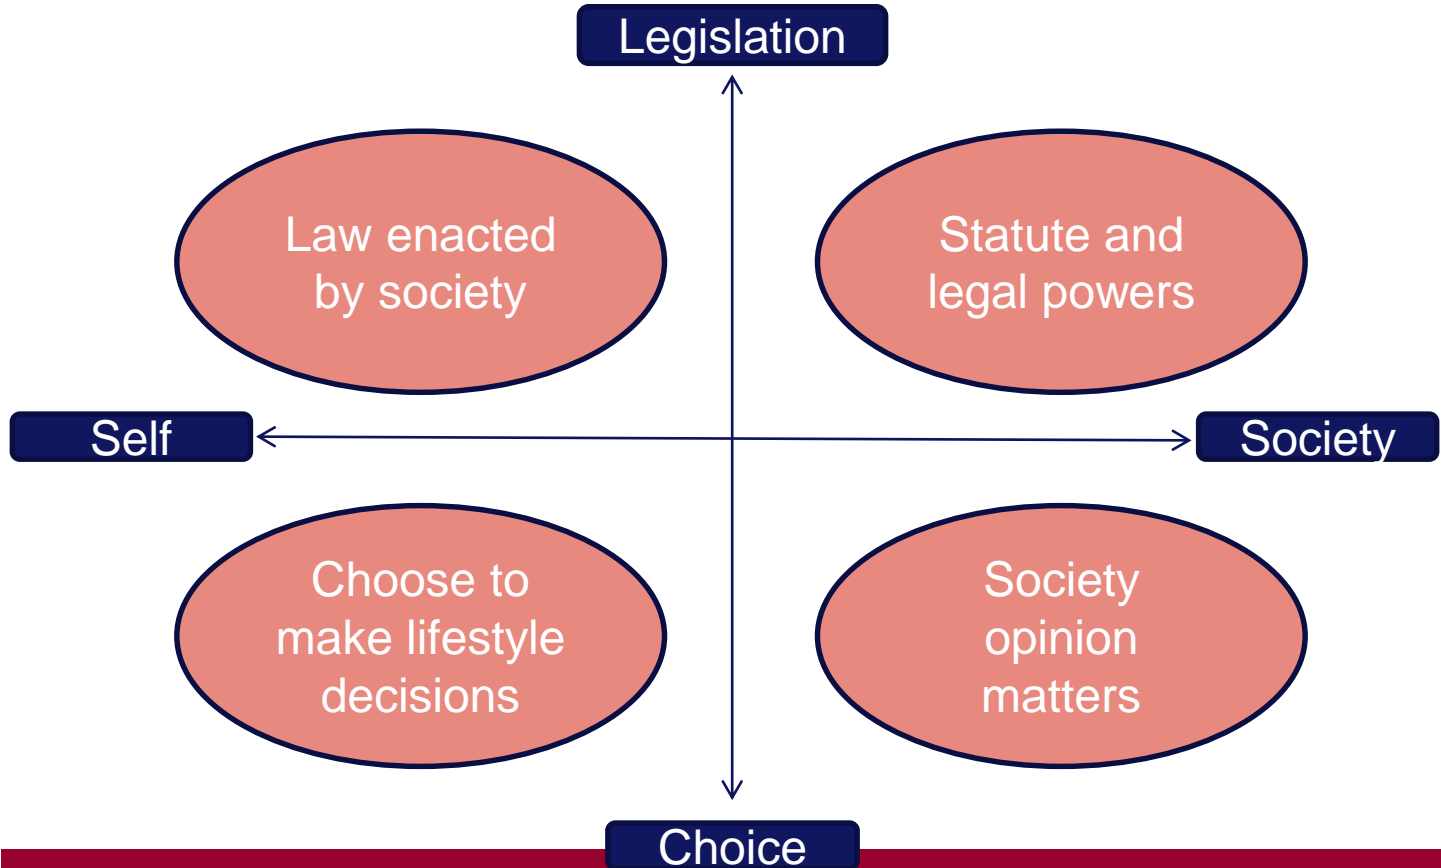 Legislation
Law enacted
by society
Statute and
legal powers
Self
Society
Choose to
make lifestyle
decisions
Society
opinion
matters
Choice